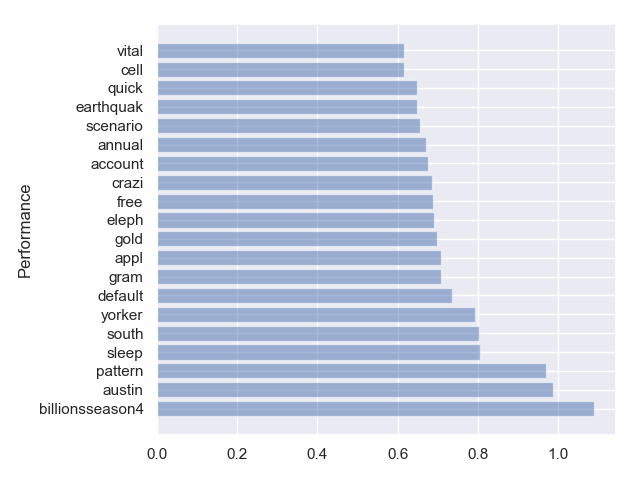 Performance
vital
cell
quick
earthquak
scenario
annual
account
crazi
free
eleph
gold
appl
gram
default
yorker
south
sleep
pattern
austin
billionsseason4
0.0 0.2 0.4 0.6 0.8 1.0